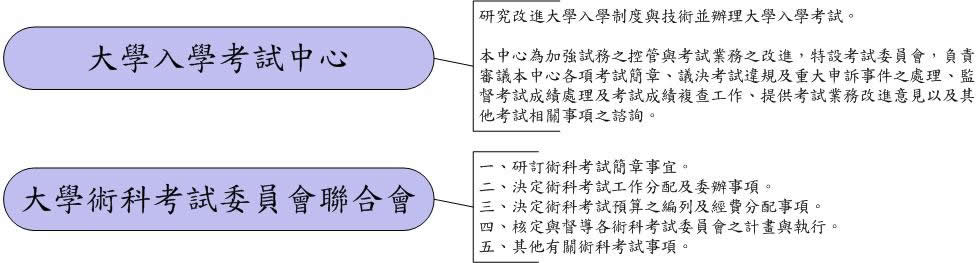 大學入學考試中心
研究改進大學入學制度與技術並辦理大學入學考試。
本中心為加強試務之控管與考試業務之改進，特設考試委員會，負責
審議本中心各項考試簡章、議決考試違規及重大申訴事件之處理、監
督考試成績處理及考試成績複查工作、提供考試業務改進意見以及其
他考試相關事項之諮詢。
大學術科考試委員會聯合會
一、研訂術科考試簡章事宜。
二、決定術科考試工作分配及委辦事項。
三、決定術科考試預算之編列及經費分配事項。
四、核定與督導各術科考試委員會之計畫與執行。
五、其他有關術科考試事項。